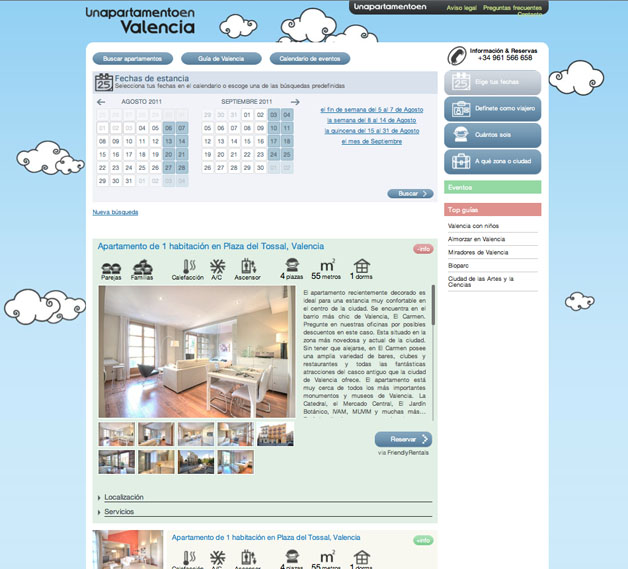 Unapartamentoen
Valencia
Unapartamentoen
Aviso legal
Preguntas frecuentes
Contacto
Buscar apartamentos
Guía de Valencia
Calendario de eventos
Información & Reservas
+34 961 566 658
25
Fechas de estancia
Selecciona tus fechas en el calendario o escoge una de las búsquedas predefinidas
AGOSTO 2011
01 02 03 04 05 06 07
08 09 10 11 12 13 14
15 16 17 18 19 20 21
22 23 24 25 26 27 28
29 30 31 01 02 03 04
SEPTIEMBRE 2011
29 30 31 01 02 03 04
05 06 07 08 09 10 11
12 13 14 15 16 17 18
19 20 21 22 23 24 25
26 27 28 29 30 01 02
el fin de semana del 5 al 7 de Agosto
la semana del 8 al 14 de Agosto
la quincena del 15 al 31 de Agosto
el mes de Septiembre
Buscar
25
Elige tus fechas
Defínete como viajero
Cuántos sois
A qué zona o ciudad
Eventos
Top guías
Valencia con niños
Almorzar en Valencia
Miradores de Valencia
Bioparc
Ciudad de las Artes y la
Ciencias
Nueva búsqueda
Apartamento de 1 habitación en Plaza del Tossal, Valencia
+info
Parejas
Familias
Calefacción
A/C
Ascensor
4 plazas
m²
55 metros
1 dorms
El apartamento recientemente decorado es
ideal para una estancia muy confortable en
el centro de la ciudad. Se encuentra en el
barrio más chic de Valencia, El Carmen.
Pregunte en nuestras oficinas por posibles
descuentos en este caso. Esta situado en la
zona más novedosa y actual de la ciudad.
Sin tener que alejarse, en El Carmen posee
una amplia variedad de bares, clubes y
restaurantes y todas las fantásticas
atracciones del casco antiguo que la ciudad
de Valencia ofrece. El apartamento está
muy cerca de todos los más importantes
monumentos y museos de Valencia. La
Catedral, el Mercado Central, El Jardín
Botánico, IVAM, MUVIM y muchas más...
Reservar
via FriendlyRentals
Localización
Servicios
Apartamento de 1 habitación en Plaza del Tossal, Valencia
+info
Calefacción
A/C
Ascensor
4 plazas
m²
55 metros
1 dorms